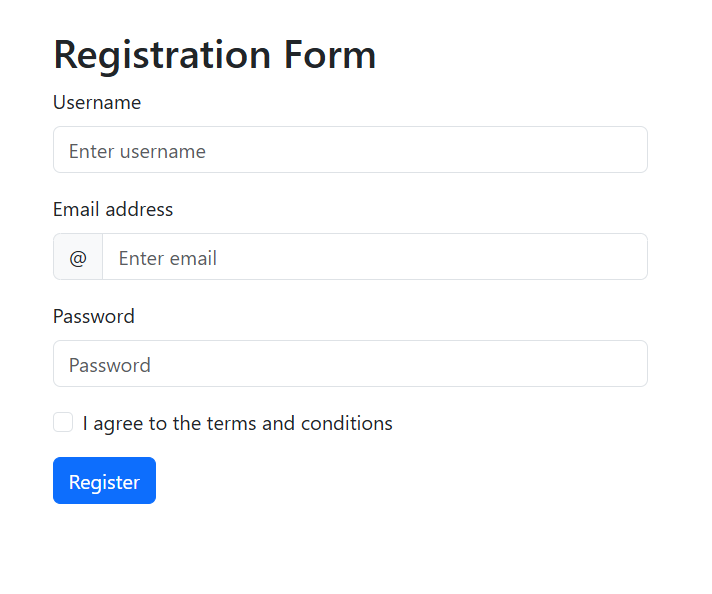 Registration Form
Username
Enter username
Email address
@ Enter email
Password
Password
I agree to the terms and conditions
Register